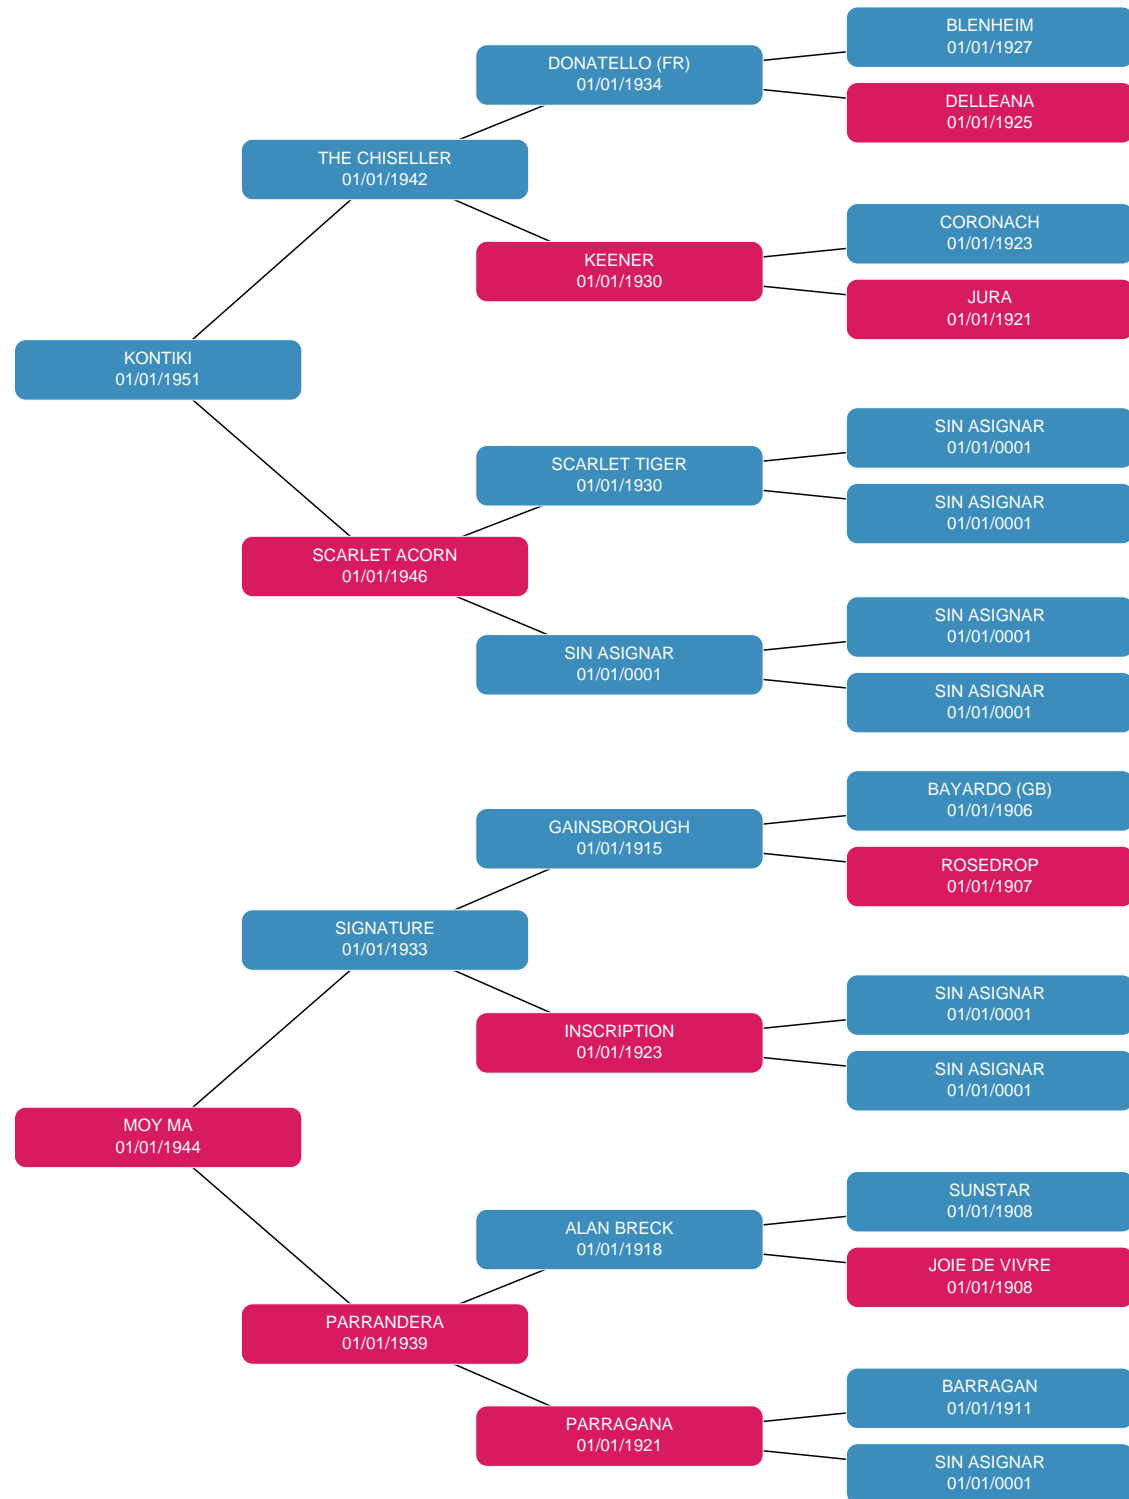 BLENHEIM
01/01/1927
DONATELLO (FR)
01/01/1934
DELLEANA
01/01/1925
THE CHISELLER
01/01/1942
CORONACH
01/01/1923
KEENER
01/01/1930
JURA
01/01/1921
KONTIKI
01/01/1951
SIN ASIGNAR
01/01/0001
SCARLET TIGER
01/01/1930
SIN ASIGNAR
01/01/0001
SCARLET ACORN
01/01/1946
SIN ASIGNAR
01/01/0001
SIN ASIGNAR
01/01/0001
SIN ASIGNAR
01/01/0001
BAYARDO (GB)
01/01/1906
GAINSBOROUGH
01/01/1915
ROSEDROP
01/01/1907
SIGNATURE
01/01/1933
SIN ASIGNAR
01/01/0001
INSCRIPTION
01/01/1923
SIN ASIGNAR
01/01/0001
MOY MA
01/01/1944
SUNSTAR
01/01/1908
ALAN BRECK
01/01/1918
JOIE DE VIVRE
01/01/1908
PARRANDERA
01/01/1939
BARRAGAN
01/01/1911
PARRAGANA
01/01/1921
SIN ASIGNAR
01/01/0001